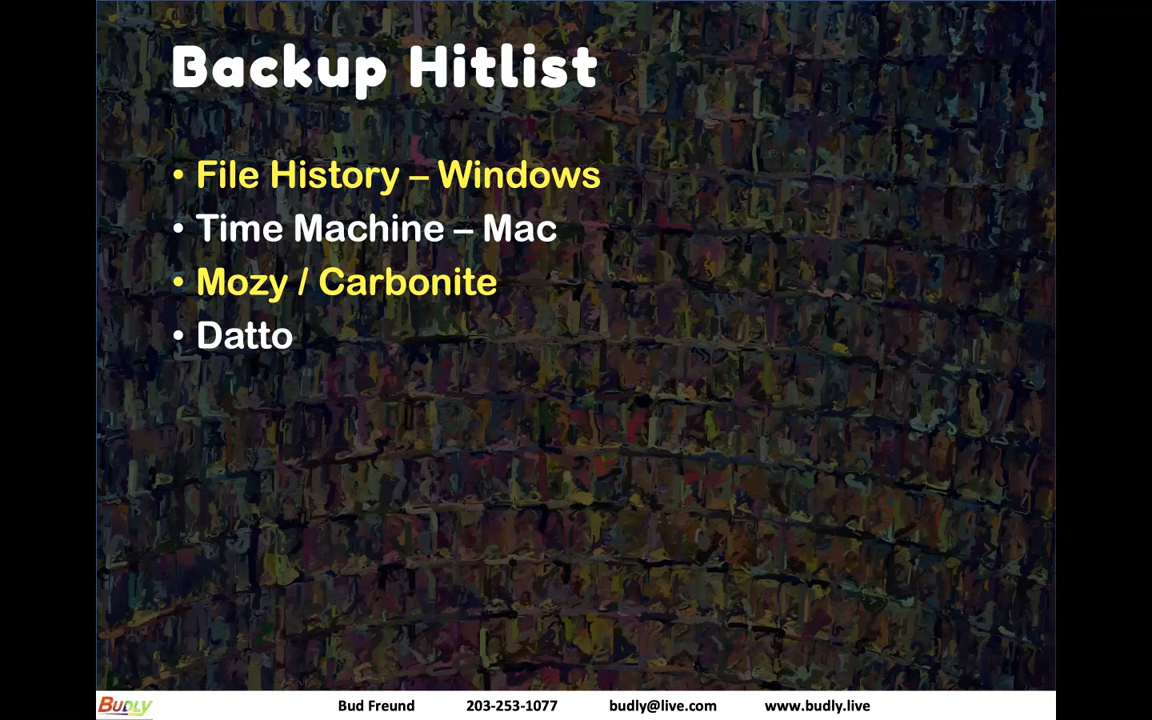 Backup Hitlist
• File History – Windows
• Time Machine – Mac
• Mozy / Carbonite
• Datto
BUDLY Bud Freund 203-253-1077 budly@live.com www.budly.live